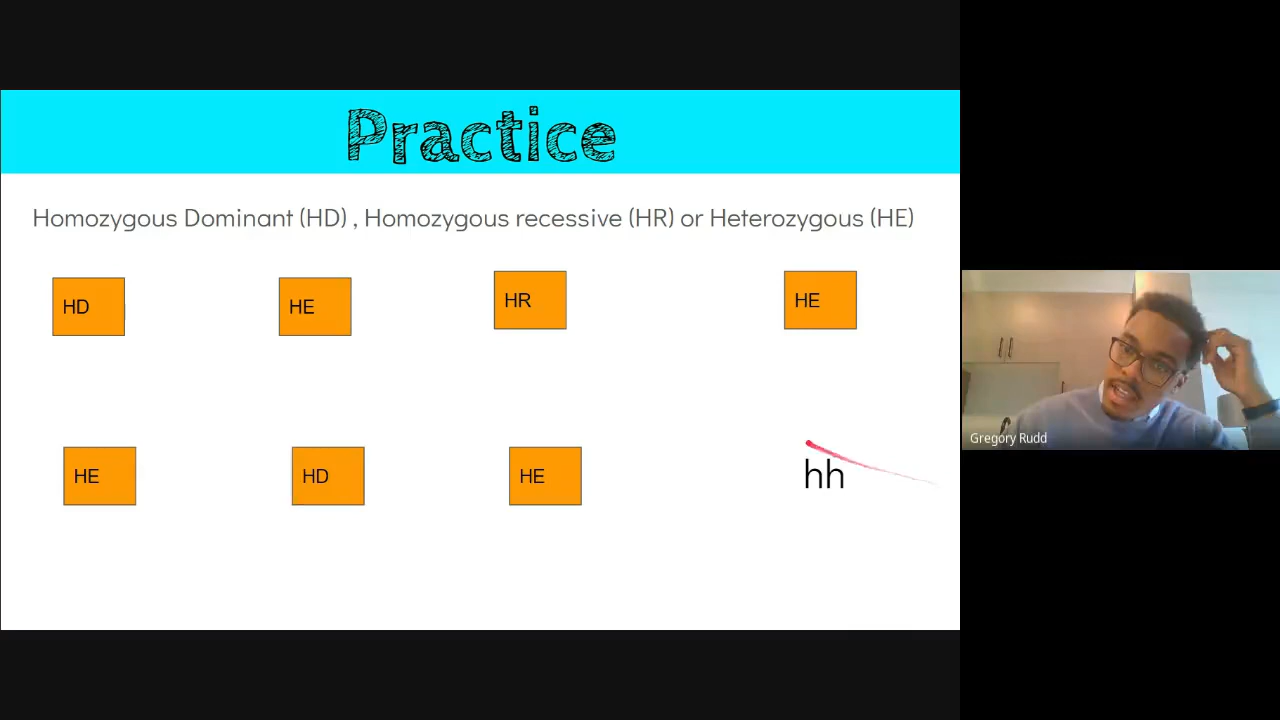 Practice
Homozygous Dominant (HD) , Homozygous recessive (HR) or Heterozygous (HE)
HD HE HR HE
HE HD HE hh
Gregory Rudd